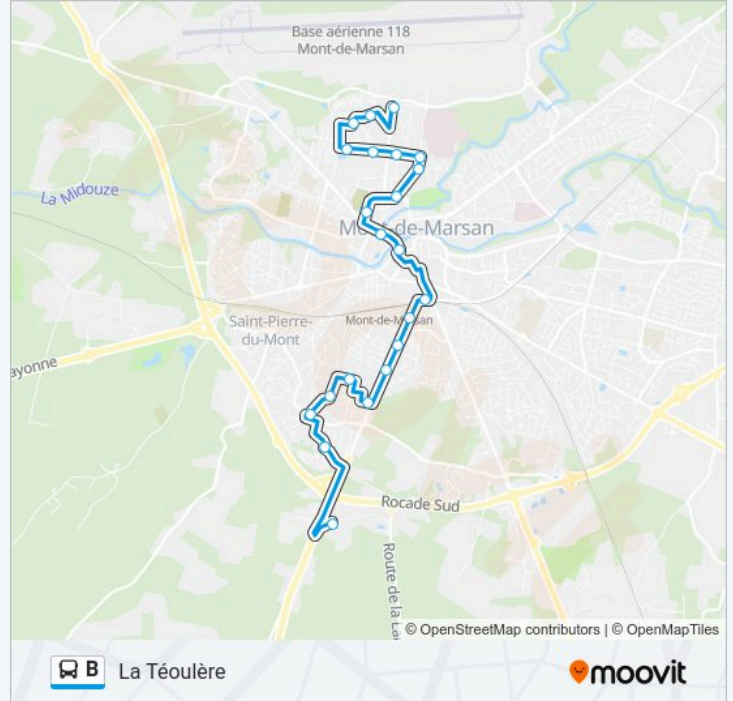 Base aérienne 118
Mont-de-Marsan
La Midouze
Mont-de-Marsan
Saint-Pierre-
du-Mont
Mont-de-Marsan
ayonne
Rocade Sud
Route de la Lai
© OpenStreetMap contributors | © OpenMapTiles
B La Téoulère
moovit